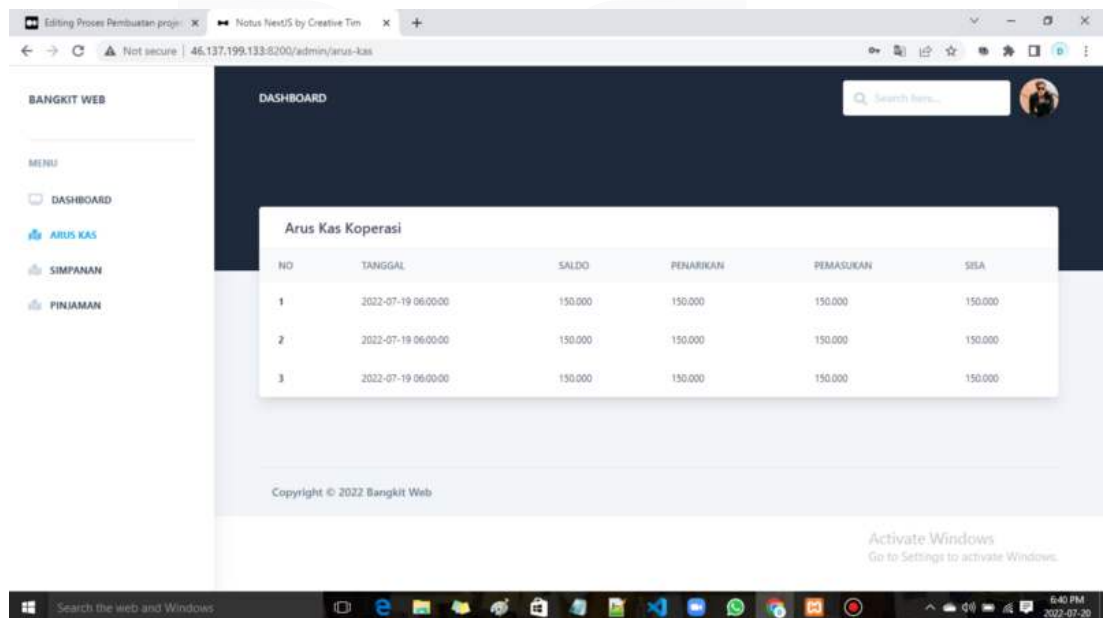 Editing Proses Pembuatan proje
Notus NextJS by Creative Tim
Not secure | 46.137.199.133:8200/admin/arus-kas
BANGKIT WEB
DASHBOARD
Search here...
MENU
DASHBOARD
ARUS KAS
SIMPANAN
PINJAMAN
Arus Kas Koperasi
NO TANGGAL SALDO PENARIKAN PEMASUKAN SISA
1 2022-07-19 06:00:00 150.000 150.000 150.000 150.000
2 2022-07-19 06:00:00 150.000 150.000 150.000 150.000
3 2022-07-19 06:00:00 150.000 150.000 150.000 150.000
Copyright © 2022 Bangkit Web
Activate Windows
Go to Settings to activate Windows.
Search the web and Windows
6:40 PM
2022-07-20